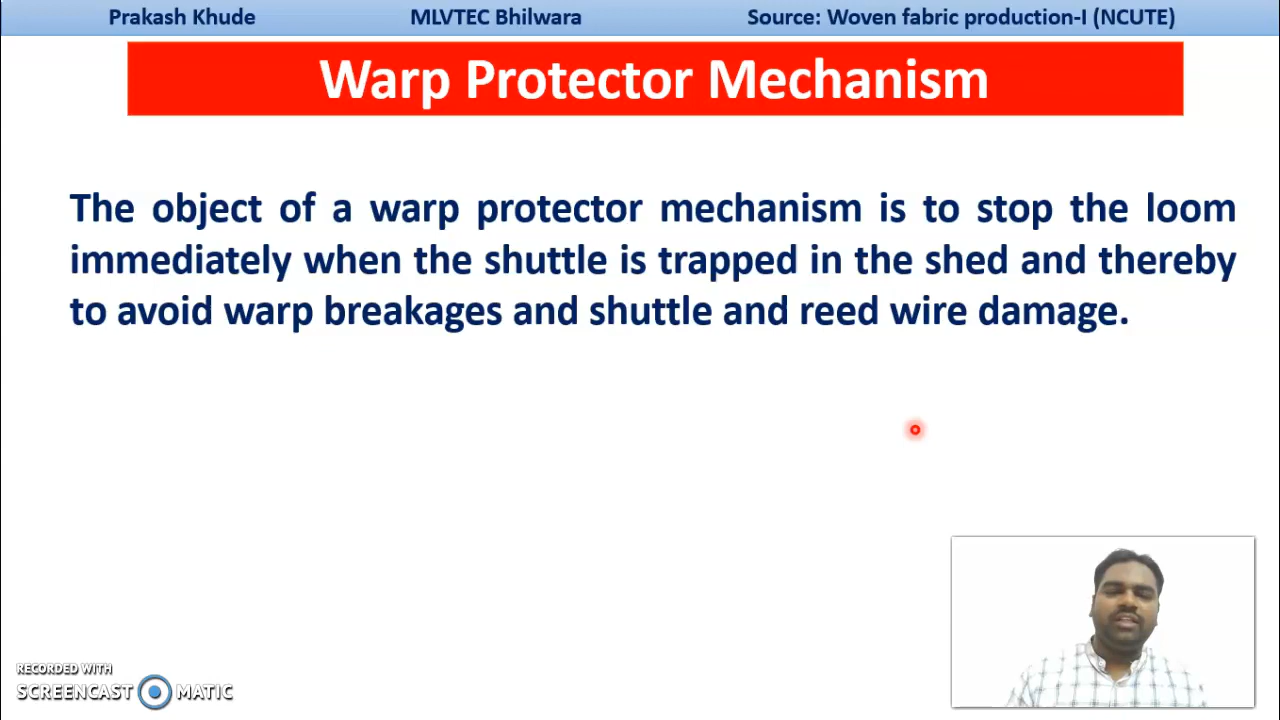 Prakash Khude MLVTEC Bhilwara Source: Woven fabric production-I (NCUTE)
Warp Protector Mechanism
The object of a warp protector mechanism is to stop the loom
immediately when the shuttle is trapped in the shed and thereby
to avoid warp breakages and shuttle and reed wire damage.
RECORDED WITH
SCREENCAST MATIC